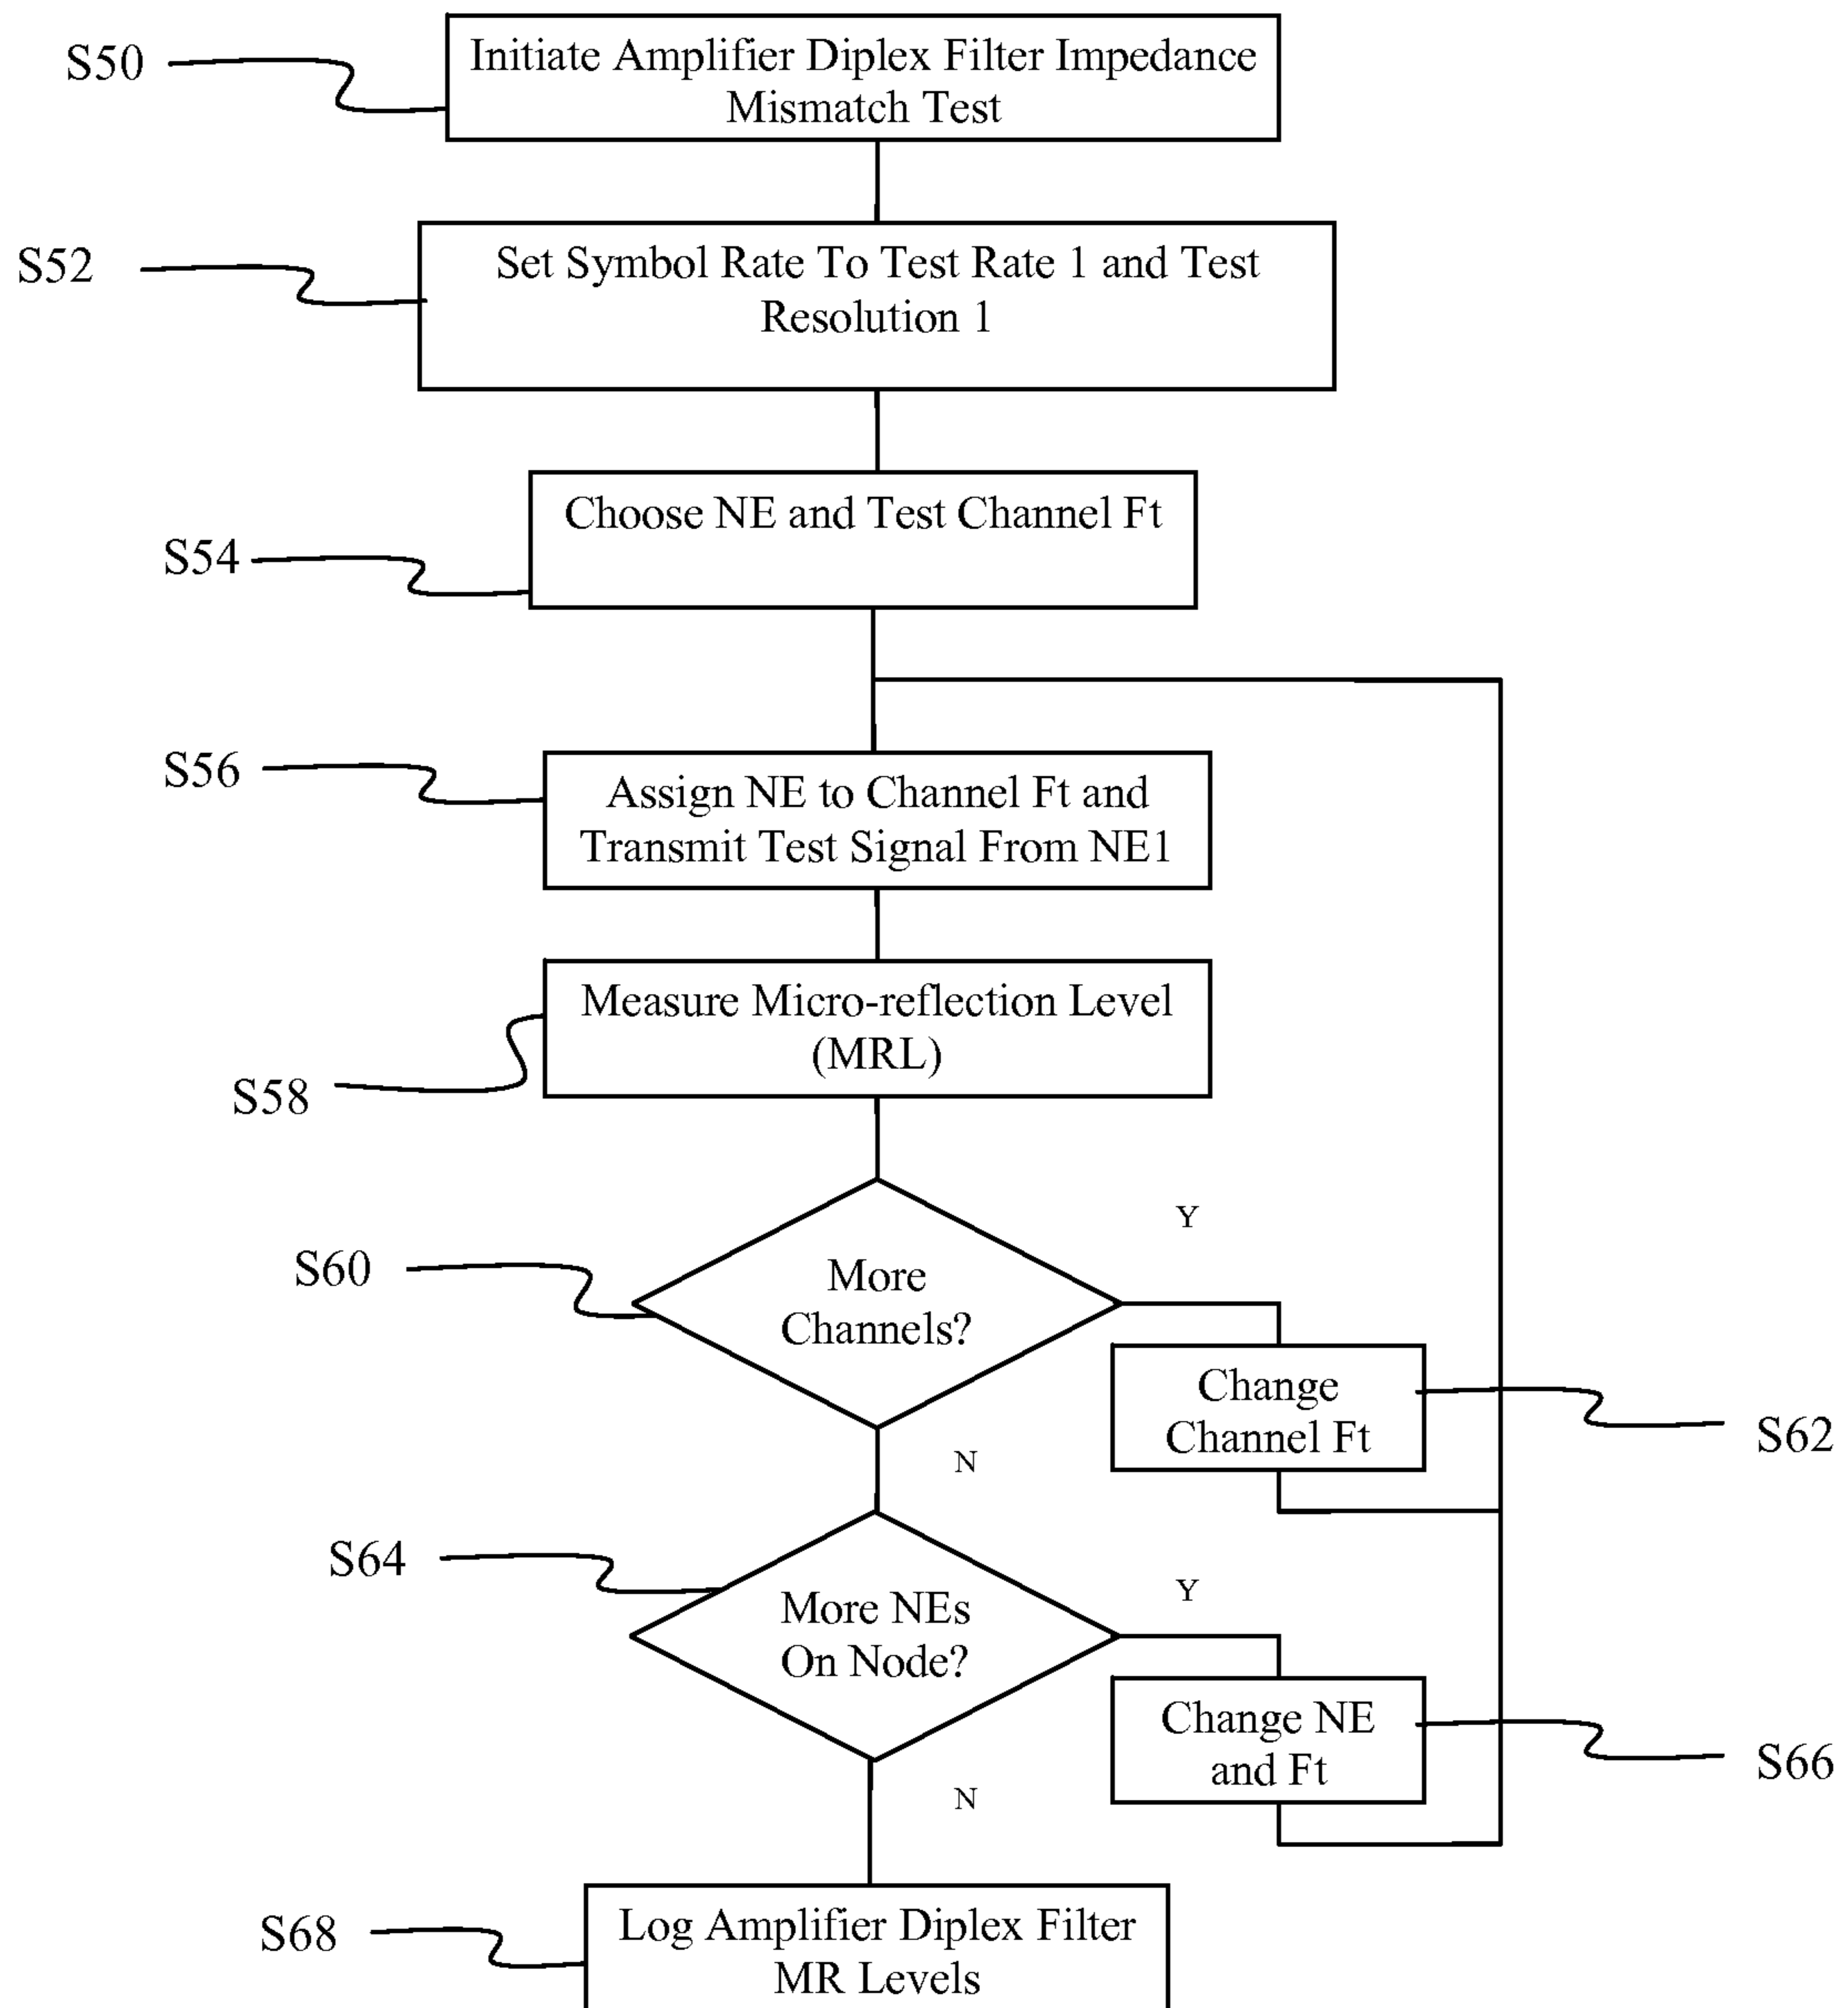 S50
Initiate Amplifier Diplex Filter Impedance
Mismatch Test
S52
Set Symbol Rate To Test Rate 1 and Test
Resolution 1
Choose NE and Test Channel Ft
S54
S56
Assign NE to Channel Ft and
Transmit Test Signal From NE1
Measure Micro-reflection Level
(MRL)
S58
Y
S60
More
Channels?
Change
Channel Ft
S62
N
S64
Y
More NEs
On Node?
Change NE
and Ft
S66
N
S68
Log Amplifier Diplex Filter
MR Levels